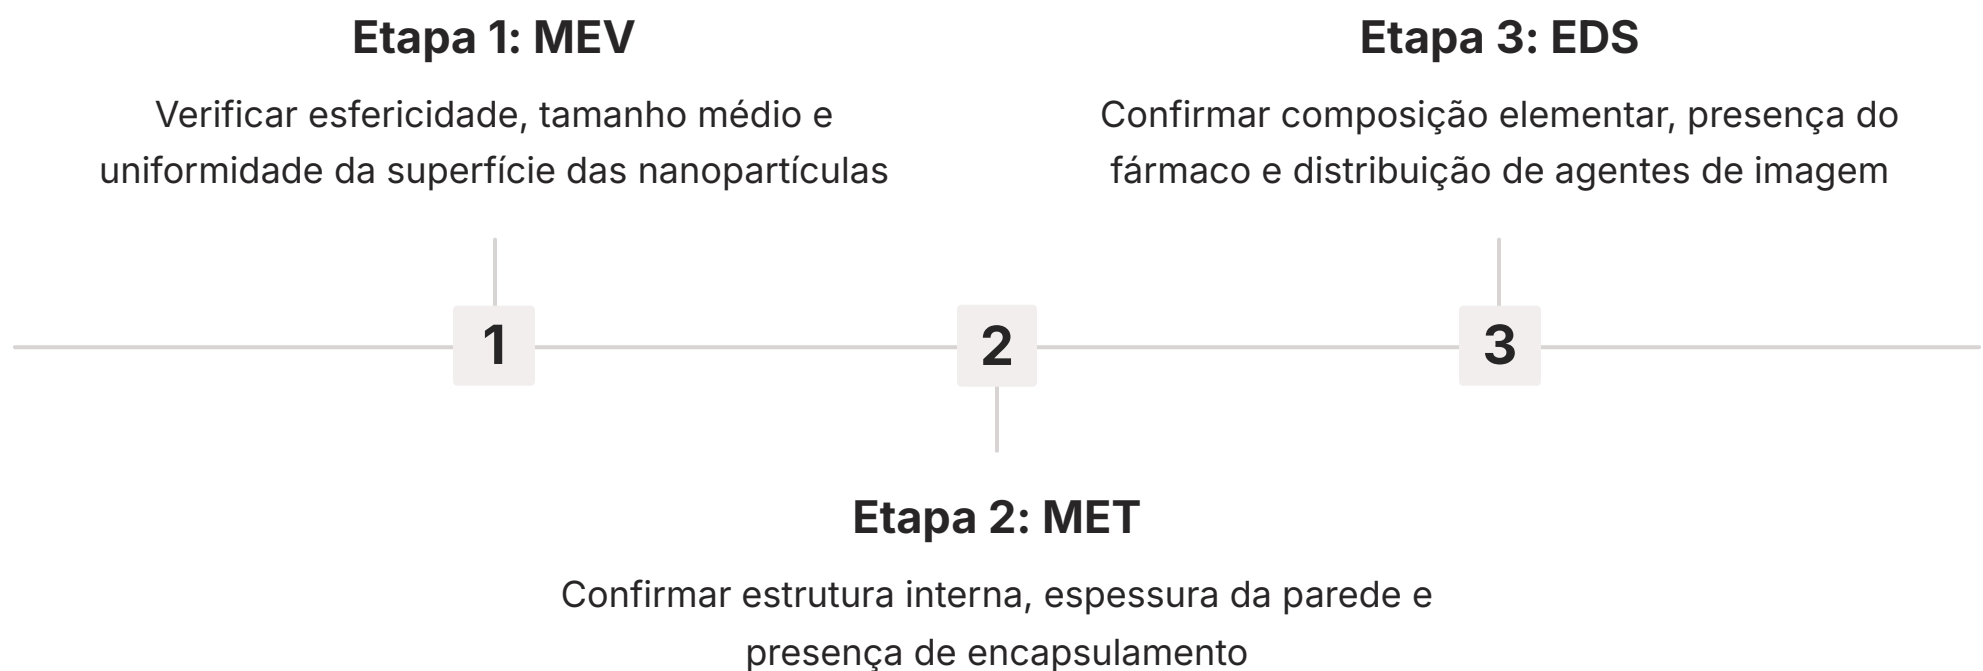 Etapa 1: MEV
Verificar esfericidade, tamanho médio e
uniformidade da superfície das nanopartículas
Etapa 3: EDS
Confirmar composição elementar, presença do
fármaco e distribuição de agentes de imagem
1
2
3
Etapa 2: MET
Confirmar estrutura interna, espessura da parede e
presença de encapsulamento